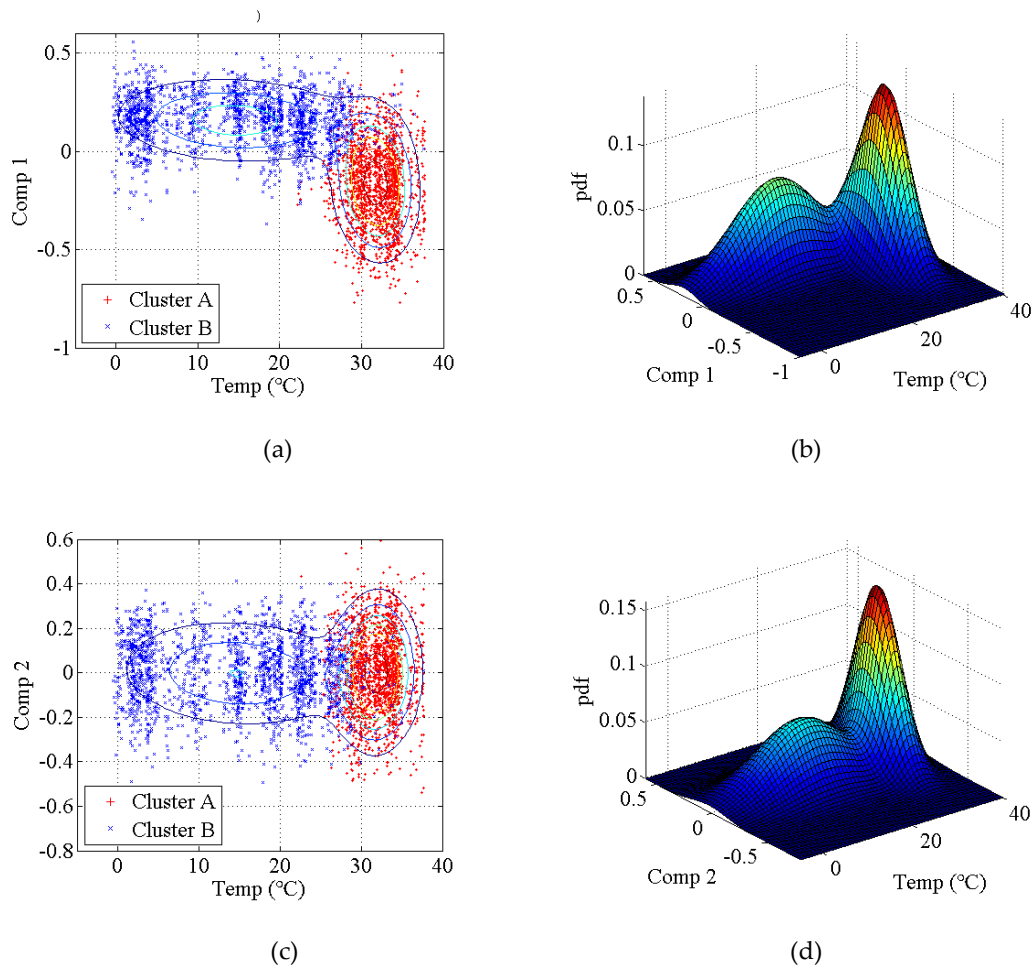 )
0.5
0
-0.5
-1
Comp 1
Cluster A
Cluster B
0 10 20 30 40
Temp (°C)
(a)
0.1
0.05
0
pdf
0.5
0
-0.5
-1
Comp 1
0
20
40
Temp (°C)
(b)
0.6
0.4
0.2
0
-0.2
-0.4
-0.6
-0.8
Comp 2
Cluster A
Cluster B
0 10 20 30 40
Temp (°C)
(c)
0.15
0.1
0.05
0
pdf
0.5
0
-0.5
Comp 2
0
20
40
Temp (°C)
(d)